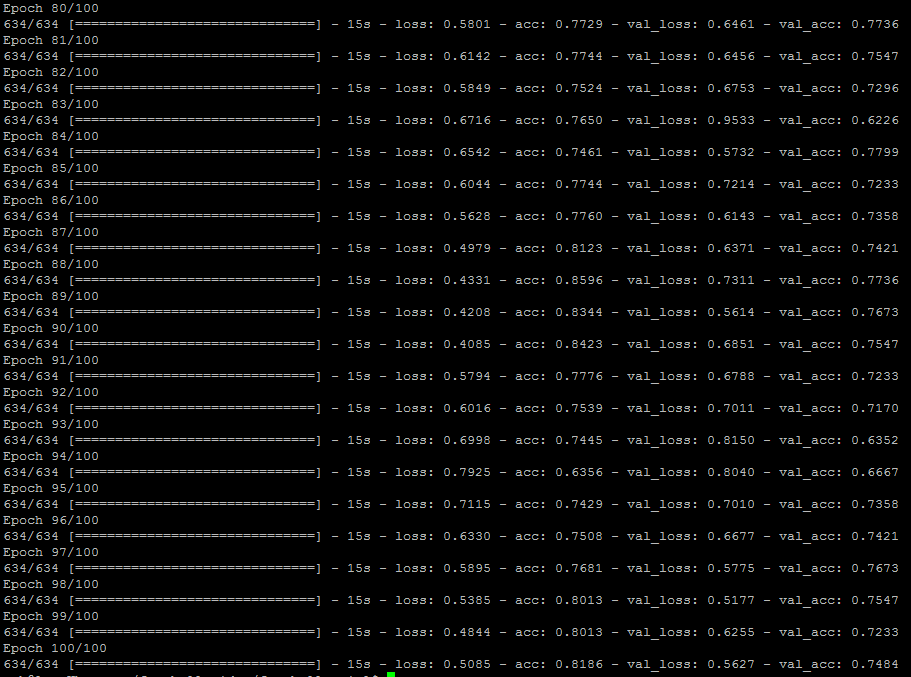 Epoch 80/100
634/634 [==============================] - 15s - loss: 0.5801 - acc: 0.7729 - val_loss: 0.6461 - val_acc: 0.7736
Epoch 81/100
634/634 [==============================] - 15s - loss: 0.6142 - acc: 0.7744 - val_loss: 0.6456 - val_acc: 0.7547
Epoch 82/100
634/634 [==============================] - 15s - loss: 0.5849 - acc: 0.7524 - val_loss: 0.6753 - val_acc: 0.7296
Epoch 83/100
634/634 [==============================] - 15s - loss: 0.6716 - acc: 0.7650 - val_loss: 0.9533 - val_acc: 0.6226
Epoch 84/100
634/634 [==============================] - 15s - loss: 0.6542 - acc: 0.7461 - val_loss: 0.5732 - val_acc: 0.7799
Epoch 85/100
634/634 [==============================] - 15s - loss: 0.6044 - acc: 0.7744 - val_loss: 0.7214 - val_acc: 0.7233
Epoch 86/100
634/634 [==============================] - 15s - loss: 0.5628 - acc: 0.7760 - val_loss: 0.6143 - val_acc: 0.7358
Epoch 87/100
634/634 [==============================] - 15s - loss: 0.4979 - acc: 0.8123 - val_loss: 0.6371 - val_acc: 0.7421
Epoch 88/100
634/634 [==============================] - 15s - loss: 0.4331 - acc: 0.8596 - val_loss: 0.7311 - val_acc: 0.7736
Epoch 89/100
634/634 [==============================] - 15s - loss: 0.4208 - acc: 0.8344 - val_loss: 0.5614 - val_acc: 0.7673
Epoch 90/100
634/634 [==============================] - 15s - loss: 0.4085 - acc: 0.8423 - val_loss: 0.6851 - val_acc: 0.7547
Epoch 91/100
634/634 [==============================] - 15s - loss: 0.5794 - acc: 0.7776 - val_loss: 0.6788 - val_acc: 0.7233
Epoch 92/100
634/634 [==============================] - 15s - loss: 0.6016 - acc: 0.7539 - val_loss: 0.7011 - val_acc: 0.7170
Epoch 93/100
634/634 [==============================] - 15s - loss: 0.6998 - acc: 0.7445 - val_loss: 0.8150 - val_acc: 0.6352
Epoch 94/100
634/634 [==============================] - 15s - loss: 0.7925 - acc: 0.6356 - val_loss: 0.8040 - val_acc: 0.6667
Epoch 95/100
634/634 [==============================] - 15s - loss: 0.7115 - acc: 0.7429 - val_loss: 0.7010 - val_acc: 0.7358
Epoch 96/100
634/634 [==============================] - 15s - loss: 0.6330 - acc: 0.7508 - val_loss: 0.6677 - val_acc: 0.7421
Epoch 97/100
634/634 [==============================] - 15s - loss: 0.5895 - acc: 0.7681 - val_loss: 0.5775 - val_acc: 0.7673
Epoch 98/100
634/634 [==============================] - 15s - loss: 0.5385 - acc: 0.8013 - val_loss: 0.5177 - val_acc: 0.7547
Epoch 99/100
634/634 [==============================] - 15s - loss: 0.4844 - acc: 0.8013 - val_loss: 0.6255 - val_acc: 0.7233
Epoch 100/100
634/634 [==============================] - 15s - loss: 0.5085 - acc: 0.8186 - val_loss: 0.5627 - val_acc: 0.7484